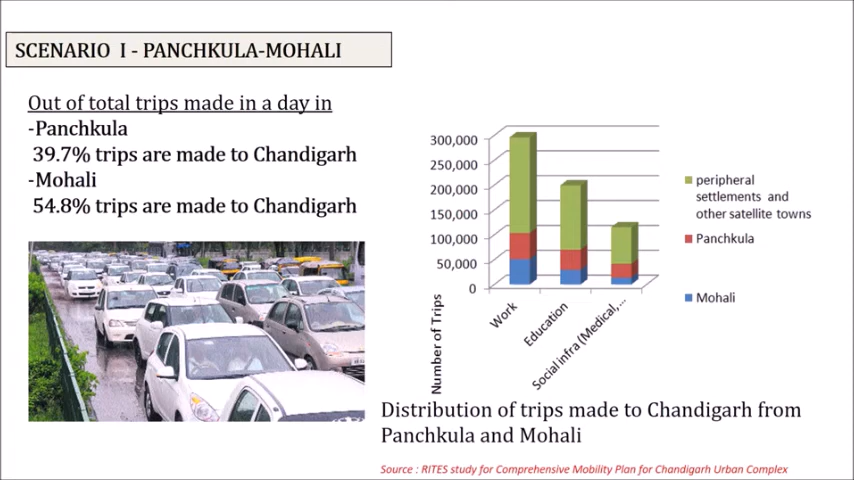 SCENARIO I - PANCHKULA-MOHALI
Out of total trips made in a day in
-Panchkula
39.7% trips are made to Chandigarh
-Mohali
54.8% trips are made to Chandigarh
300,000
250,000
200,000
150,000
100,000
50,000
0
Number of Trips
Work
Education
Social infra (Medical,...
peripheral
settlements and
other satellite towns
Panchkula
Mohali
Distribution of trips made to Chandigarh from
Panchkula and Mohali
Source : RITES study for Comprehensive Mobility Plan for Chandigarh Urban Complex